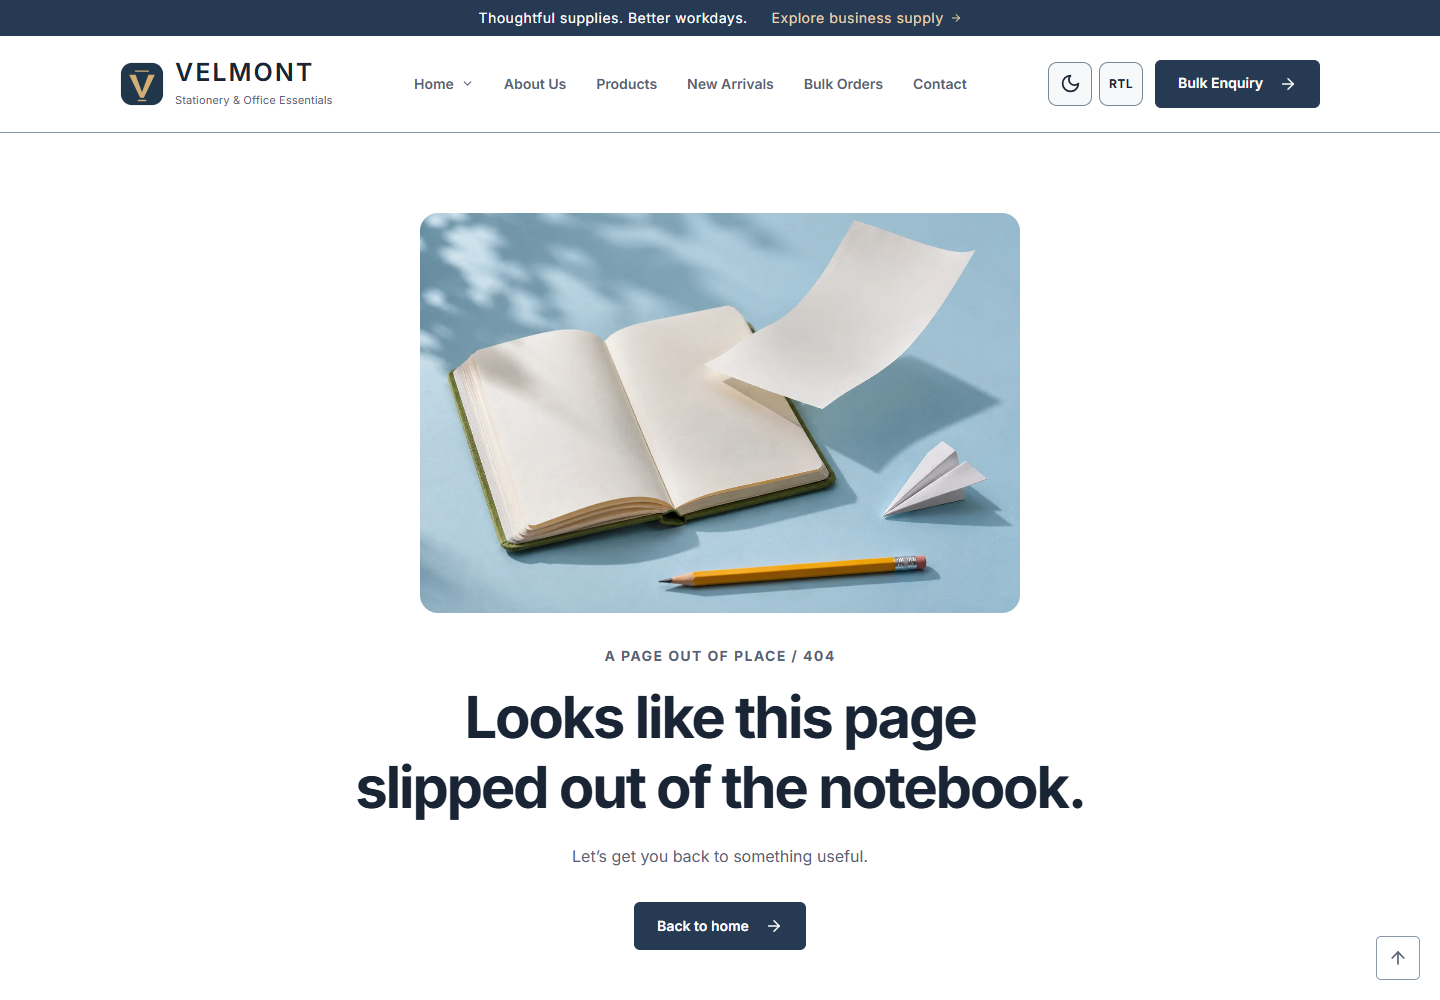 Thoughtful supplies. Better workdays. Explore business supply →
VELMONT
Stationery & Office Essentials
Home About Us Products New Arrivals Bulk Orders Contact
RTL
Bulk Enquiry →
A PAGE OUT OF PLACE / 404
Looks like this page
slipped out of the notebook.
Let’s get you back to something useful.
Back to home →